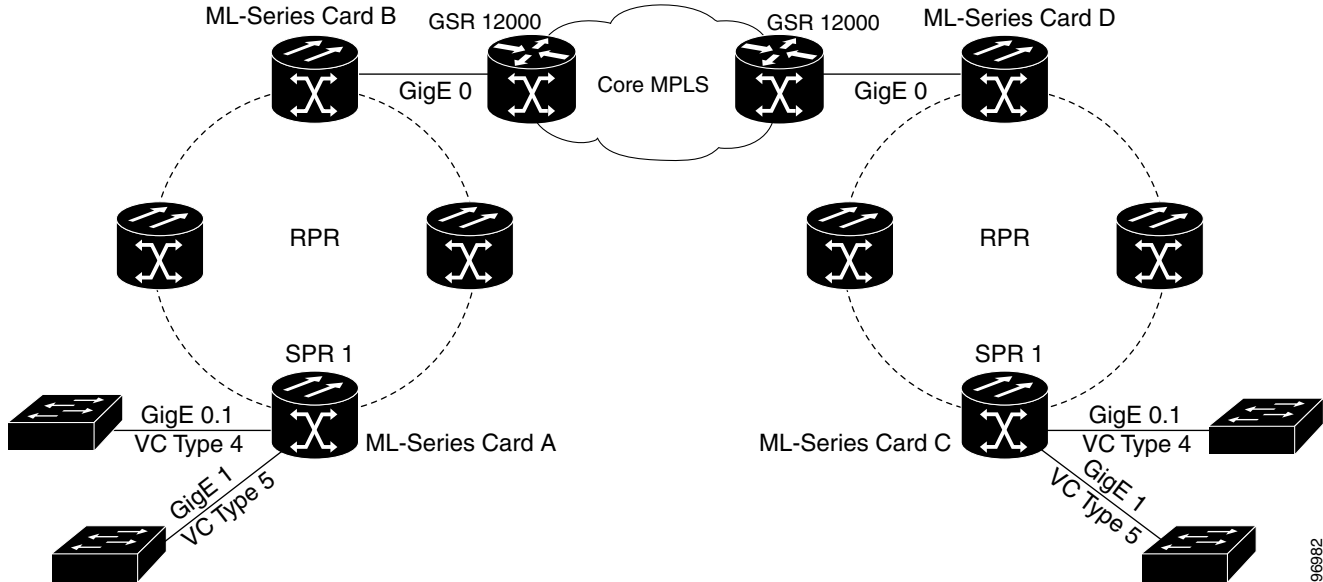 ML-Series Card B
GSR 12000
GSR 12000
ML-Series Card D
GigE 0
Core MPLS
GigE 0
RPR
RPR
SPR 1
SPR 1
GigE 0.1
VC Type 4
ML-Series Card A
GigE 1
VC Type 5
ML-Series Card C
GigE 0.1
VC Type 4
GigE 1
VC Type 5
96982